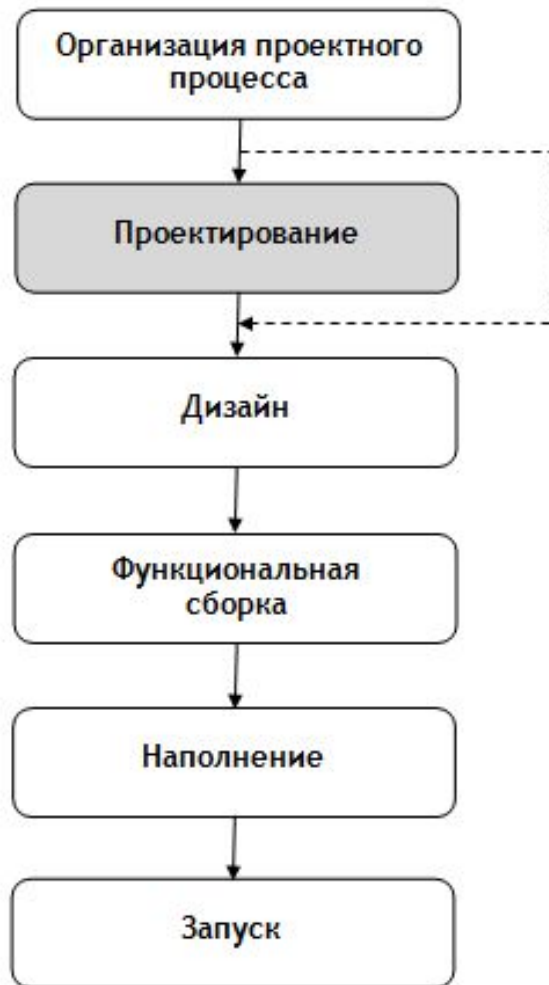 Организация проектного
процесса
Проектирование
Дизайн
Функциональная
сборка
Наполнение
Запуск